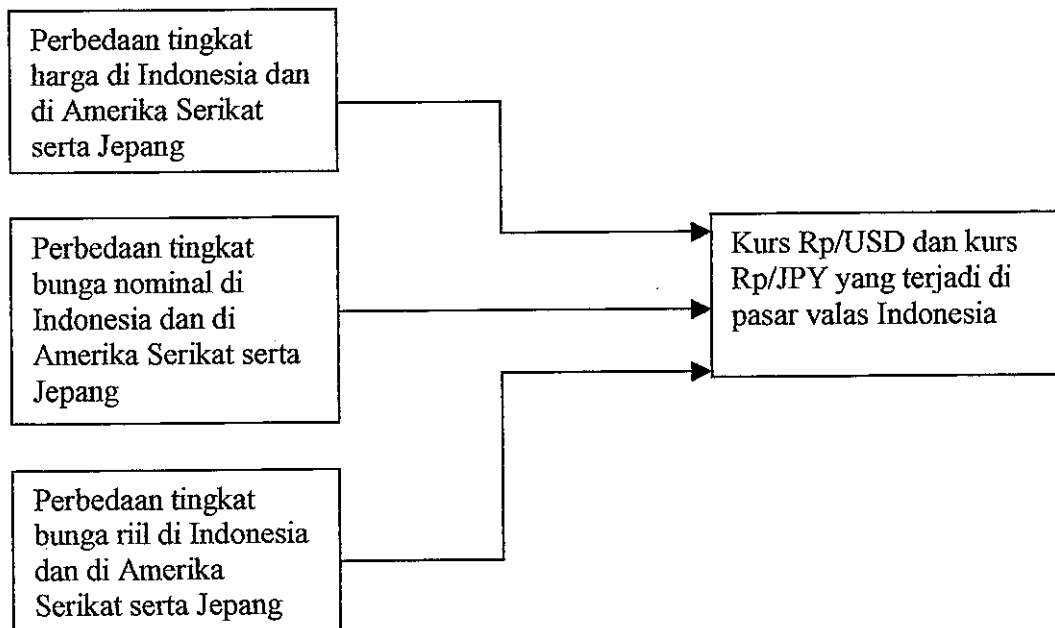 Perbedaan tingkat
harga di Indonesia dan
di Amerika Serikat
serta Jepang
Perbedaan tingkat
bunga nominal di
Indonesia dan di
Amerika Serikat serta
Jepang
Perbedaan tingkat
bunga riil di Indonesia
dan di Amerika
Serikat serta Jepang
Kurs Rp/USD dan kurs
Rp/JPY yang terjadi di
pasar valas Indonesia